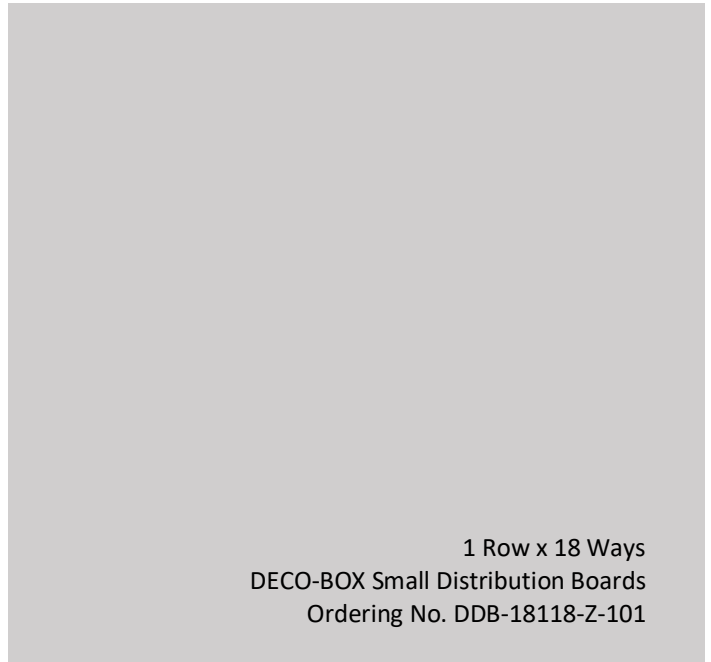 1 Row x 18 Ways
DECO-BOX Small Distribution Boards
Ordering No. DDB-18118-Z-101